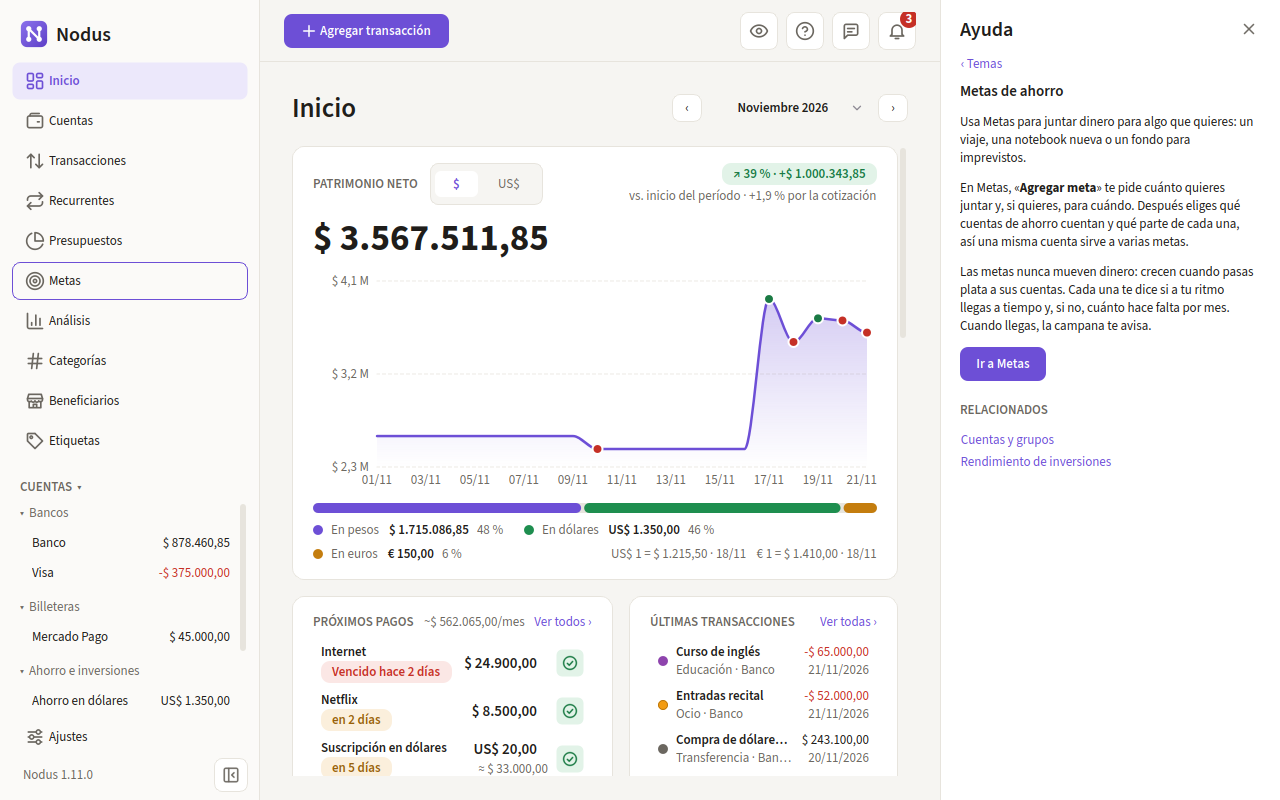 Nodus
Inicio
Cuentas
Transacciones
Recurrentes
Presupuestos
Metas
Análisis
Categorías
Beneficiarios
Etiquetas
CUENTAS ▾
▾ Bancos
Banco $ 878.460,85
Visa -$ 375.000,00
▾ Billeteras
Mercado Pago $ 45.000,00
▾ Ahorro e inversiones
Ahorro en dólares US$ 1.350,00
Ajustes
Nodus 1.11.0
+ Agregar transacción
3
Inicio
‹ Noviembre 2026 ›
PATRIMONIO NETO $ US$
↗ 39 % · +$ 1.000.343,85
vs. inicio del período · +1,9 % por la cotización
$ 3.567.511,85
$ 4,1 M
$ 3,2 M
$ 2,3 M
01/11 03/11 05/11 07/11 09/11 11/11 13/11 15/11 17/11 19/11 21/11
En pesos $ 1.715.086,85 48 % En dólares US$ 1.350,00 46 %
En euros € 150,00 6 % US$ 1 = $ 1.215,50 · 18/11 € 1 = $ 1.410,00 · 18/11
PRÓXIMOS PAGOS ~$ 562.065,00/mes Ver todos ›
Internet
Vencido hace 2 días
$ 24.900,00
Netflix
en 2 días
$ 8.500,00
Suscripción en dólares
en 5 días
US$ 20,00
≈ $ 33.000,00
ÚLTIMAS TRANSACCIONES Ver todas ›
Curso de inglés -$ 65.000,00
Educación · Banco 21/11/2026
Entradas recital -$ 52.000,00
Ocio · Banco 21/11/2026
Compra de dólare… $ 243.100,00
Transferencia · Ban… 20/11/2026
Ayuda
‹ Temas
Metas de ahorro
Usa Metas para juntar dinero para algo que quieres: un
viaje, una notebook nueva o un fondo para
imprevistos.
En Metas, «Agregar meta» te pide cuánto quieres
juntar y, si quieres, para cuándo. Después eliges qué
cuentas de ahorro cuentan y qué parte de cada una,
así una misma cuenta sirve a varias metas.
Las metas nunca mueven dinero: crecen cuando pasas
plata a sus cuentas. Cada una te dice si a tu ritmo
llegas a tiempo y, si no, cuánto hace falta por mes.
Cuando llegas, la campana te avisa.
Ir a Metas
RELACIONADOS
Cuentas y grupos
Rendimiento de inversiones